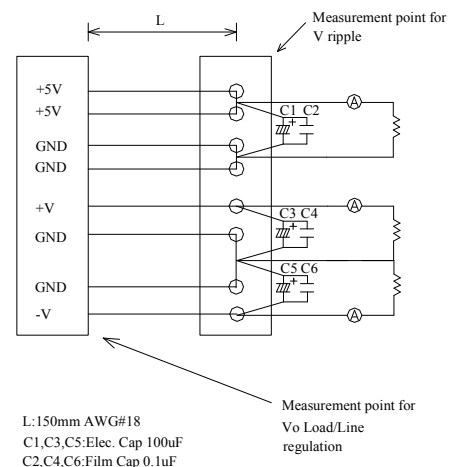 L
Measurement point for
V ripple
+5V
+5V
GND
GND
+V
GND
GND
-V
C1 C2
+
A
C3 C4
+
A
C5 C6
+
A
Measurement point for
Vo Load/Line
regulation
L:150mm AWG#18
C1,C3,C5:Elec. Cap 100uF
C2,C4,C6:Film Cap 0.1uF